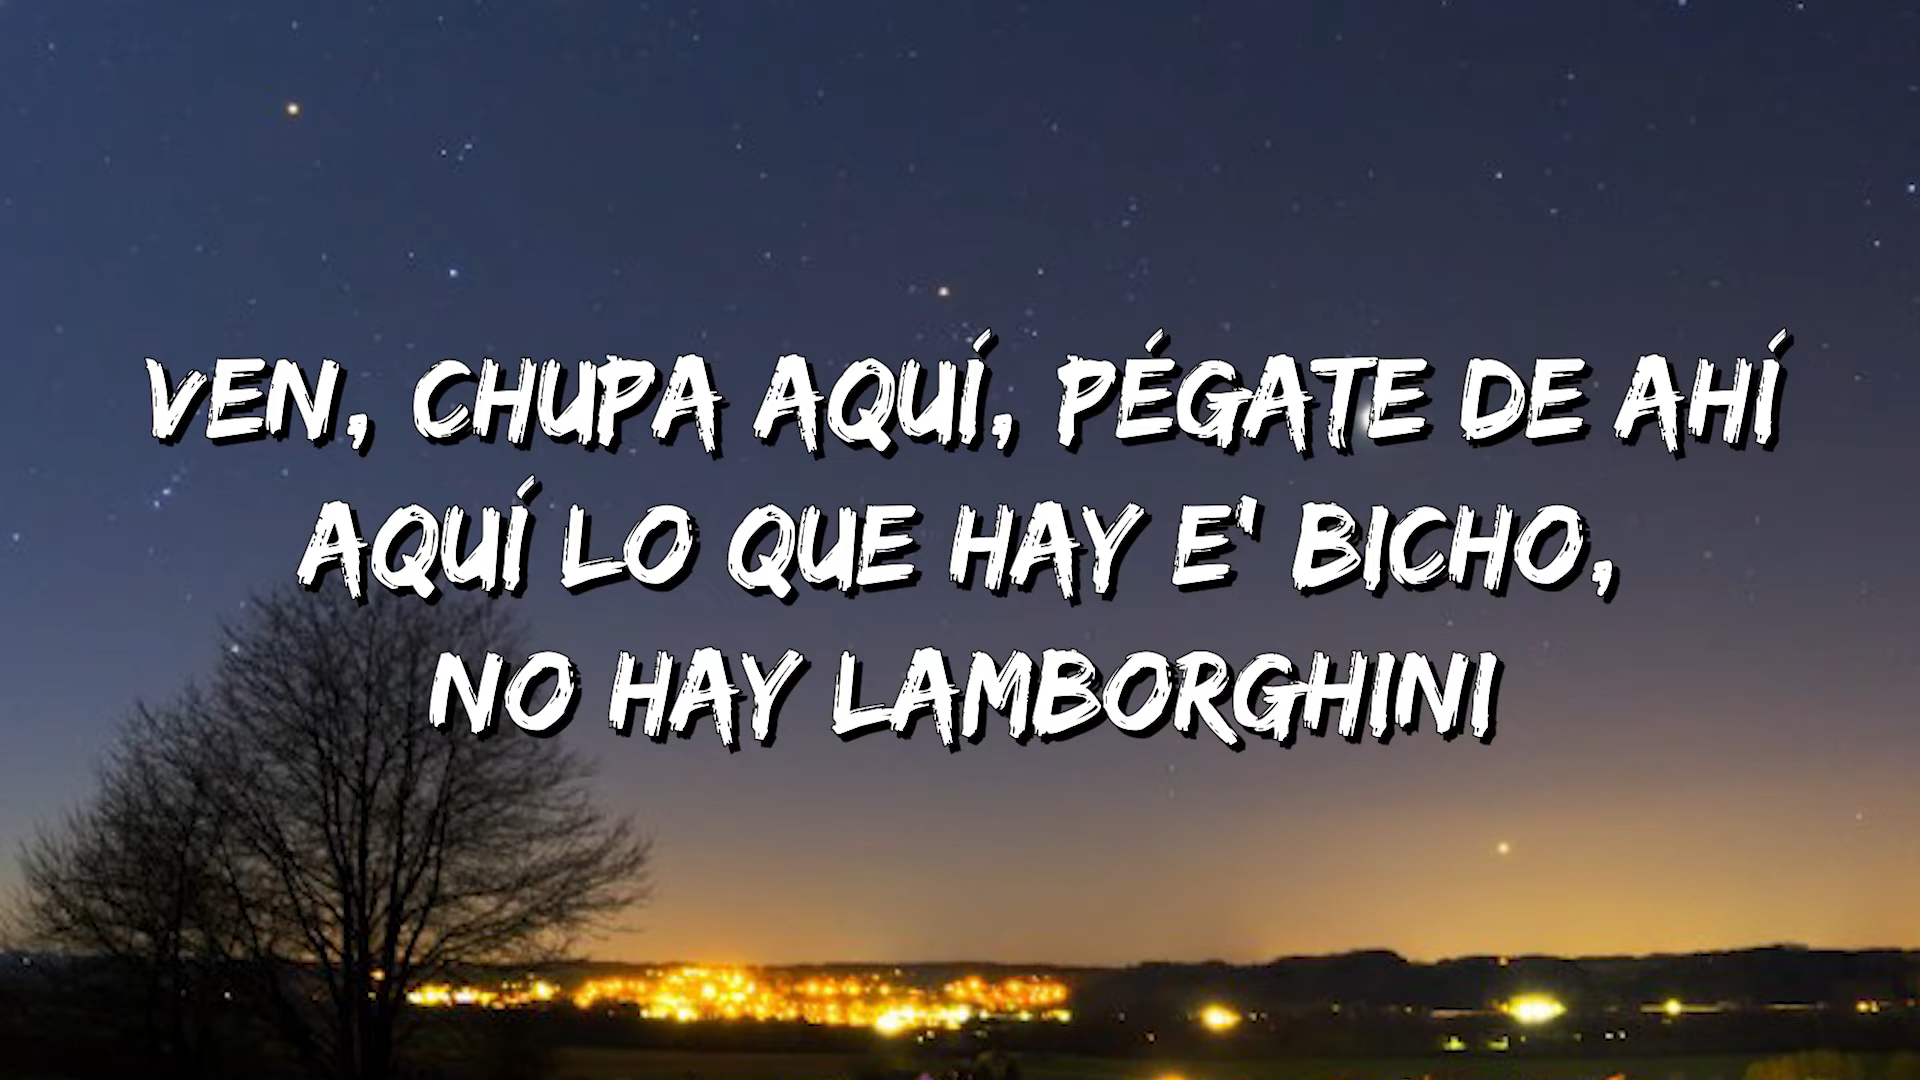 VEN, CHUPA AQUÍ, PÉGATE DE AHÍ
AQUÍ LO QUE HAY E' BICHO,
NO HAY LAMBORGHINI